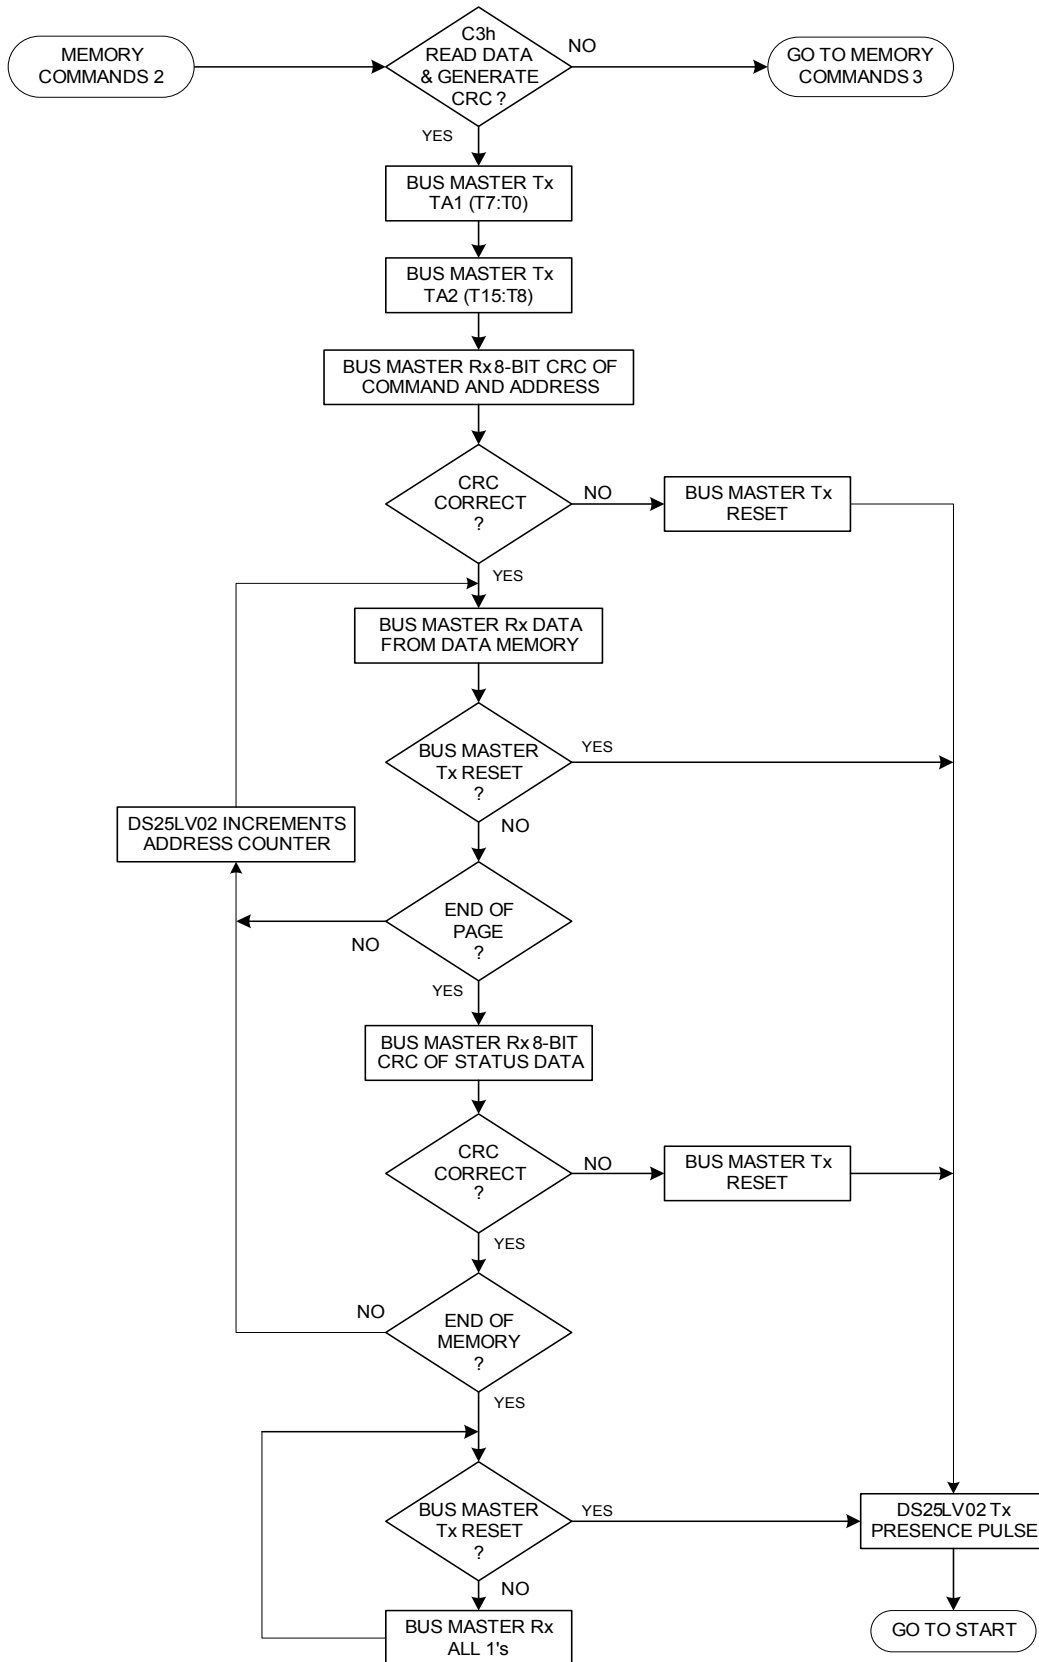 MEMORY
COMMANDS 2
C3h
READ DATA
& GENERATE
CRC ?
NO
GO TO MEMORY
COMMANDS 3
YES
BUS MASTER Tx
TA1 (T7:T0)
BUS MASTER Tx
TA2 (T15:T8)
BUS MASTER Rx 8-BIT CRC OF
COMMAND AND ADDRESS
CRC
CORRECT
?
NO
BUS MASTER Tx
RESET
YES
BUS MASTER Rx DATA
FROM DATA MEMORY
BUS MASTER
Tx RESET
?
YES
NO
DS25LV02 INCREMENTS
ADDRESS COUNTER
END OF
PAGE
?
NO
YES
BUS MASTER Rx 8-BIT
CRC OF STATUS DATA
CRC
CORRECT
?
NO
BUS MASTER Tx
RESET
YES
END OF
MEMORY
?
NO
YES
BUS MASTER
Tx RESET
?
YES
DS25LV02 Tx
PRESENCE PULSE
NO
BUS MASTER Rx
ALL 1's
GO TO START